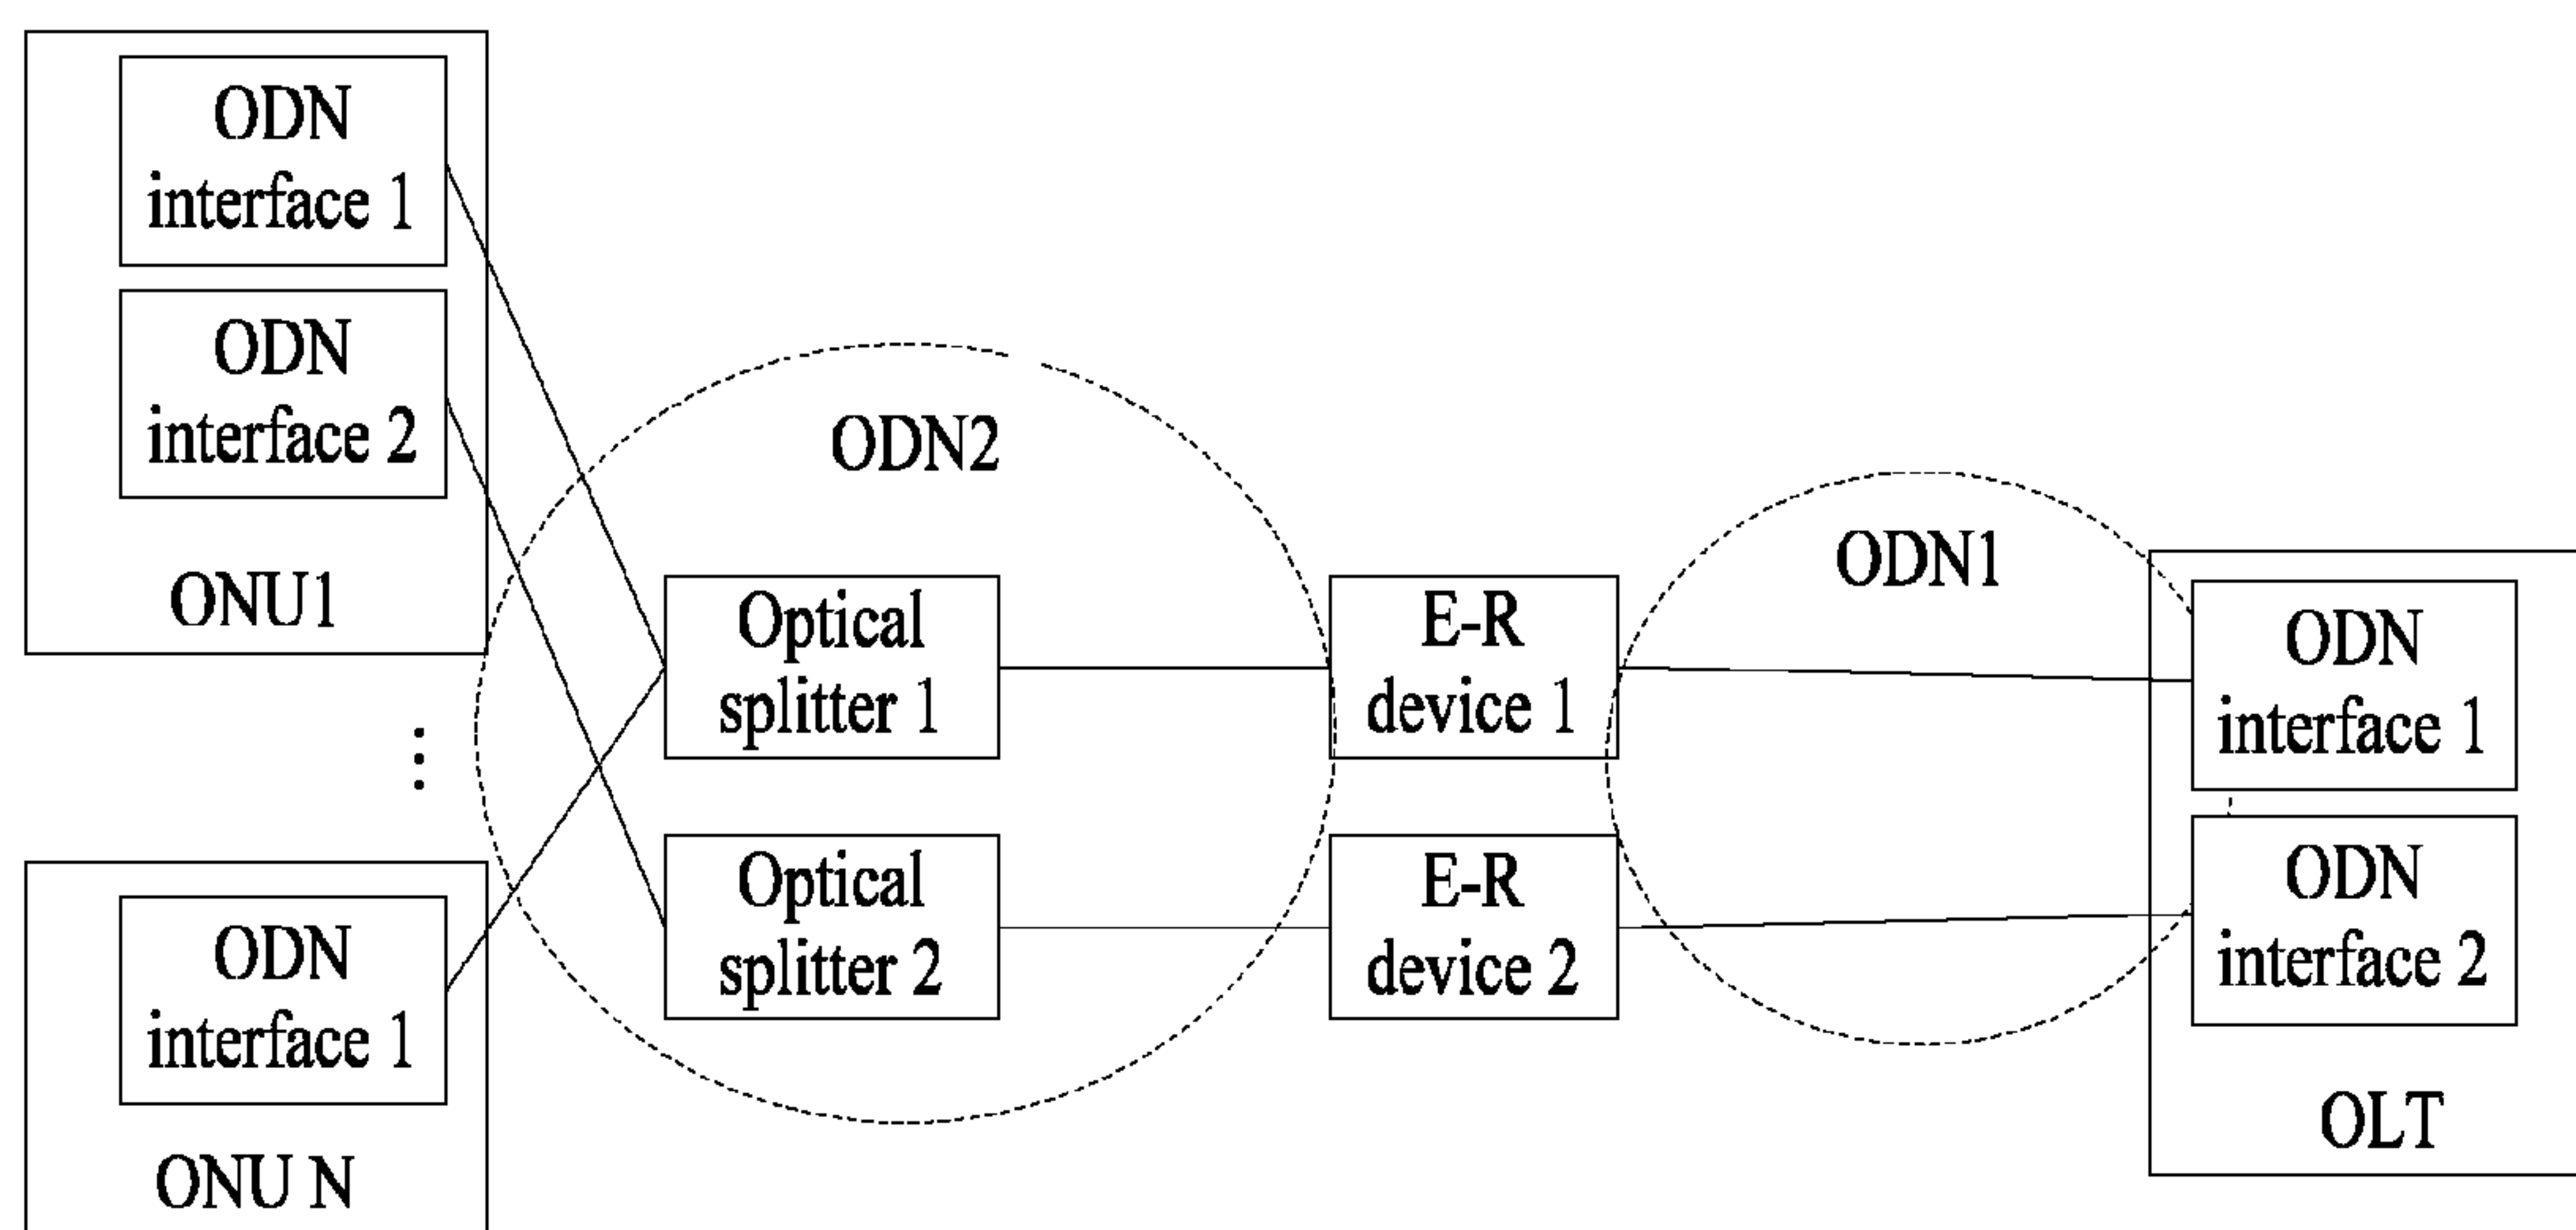 ODN
interface 1
ODN
interface 2
ONU1
ODN
interface 1
ONU N
ODN2
Optical
splitter 1
Optical
splitter 2
E-R
device 1
E-R
device 2
ODN1
ODN
interface 1
ODN
interface 2
OLT